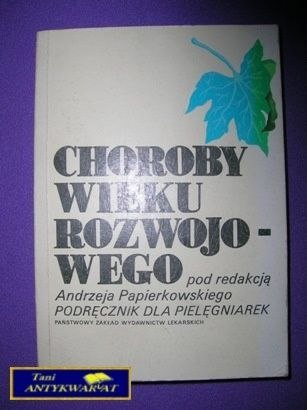 CHOROBY
WIEKU
ROZWOJO-
WEGO pod redakcją
Andrzeja Papierkowskiego
PODRĘCZNIK DLA PIELĘGNIAREK
PAŃSTWOWY ZAKŁAD WYDAWNICTW LEKARSKICH
Tani
ANTYKWARIAT